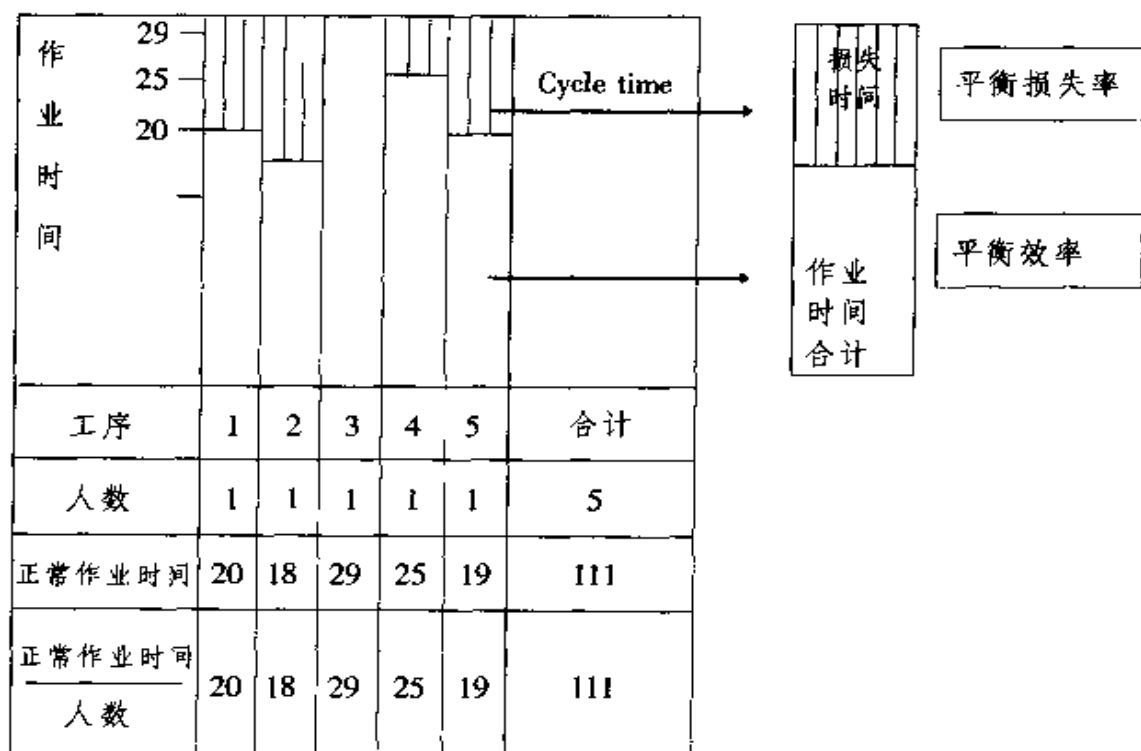 作业时间
29
25
20
Cycle time
损失
时间
平衡损失率
作业
时间
合计
平衡效率
工序 1 2 3 4 5 合计
人数 1 1 1 1 1 5
正常作业时间 20 18 29 25 19 111
正常作业时间
人数
20 18 29 25 19 111